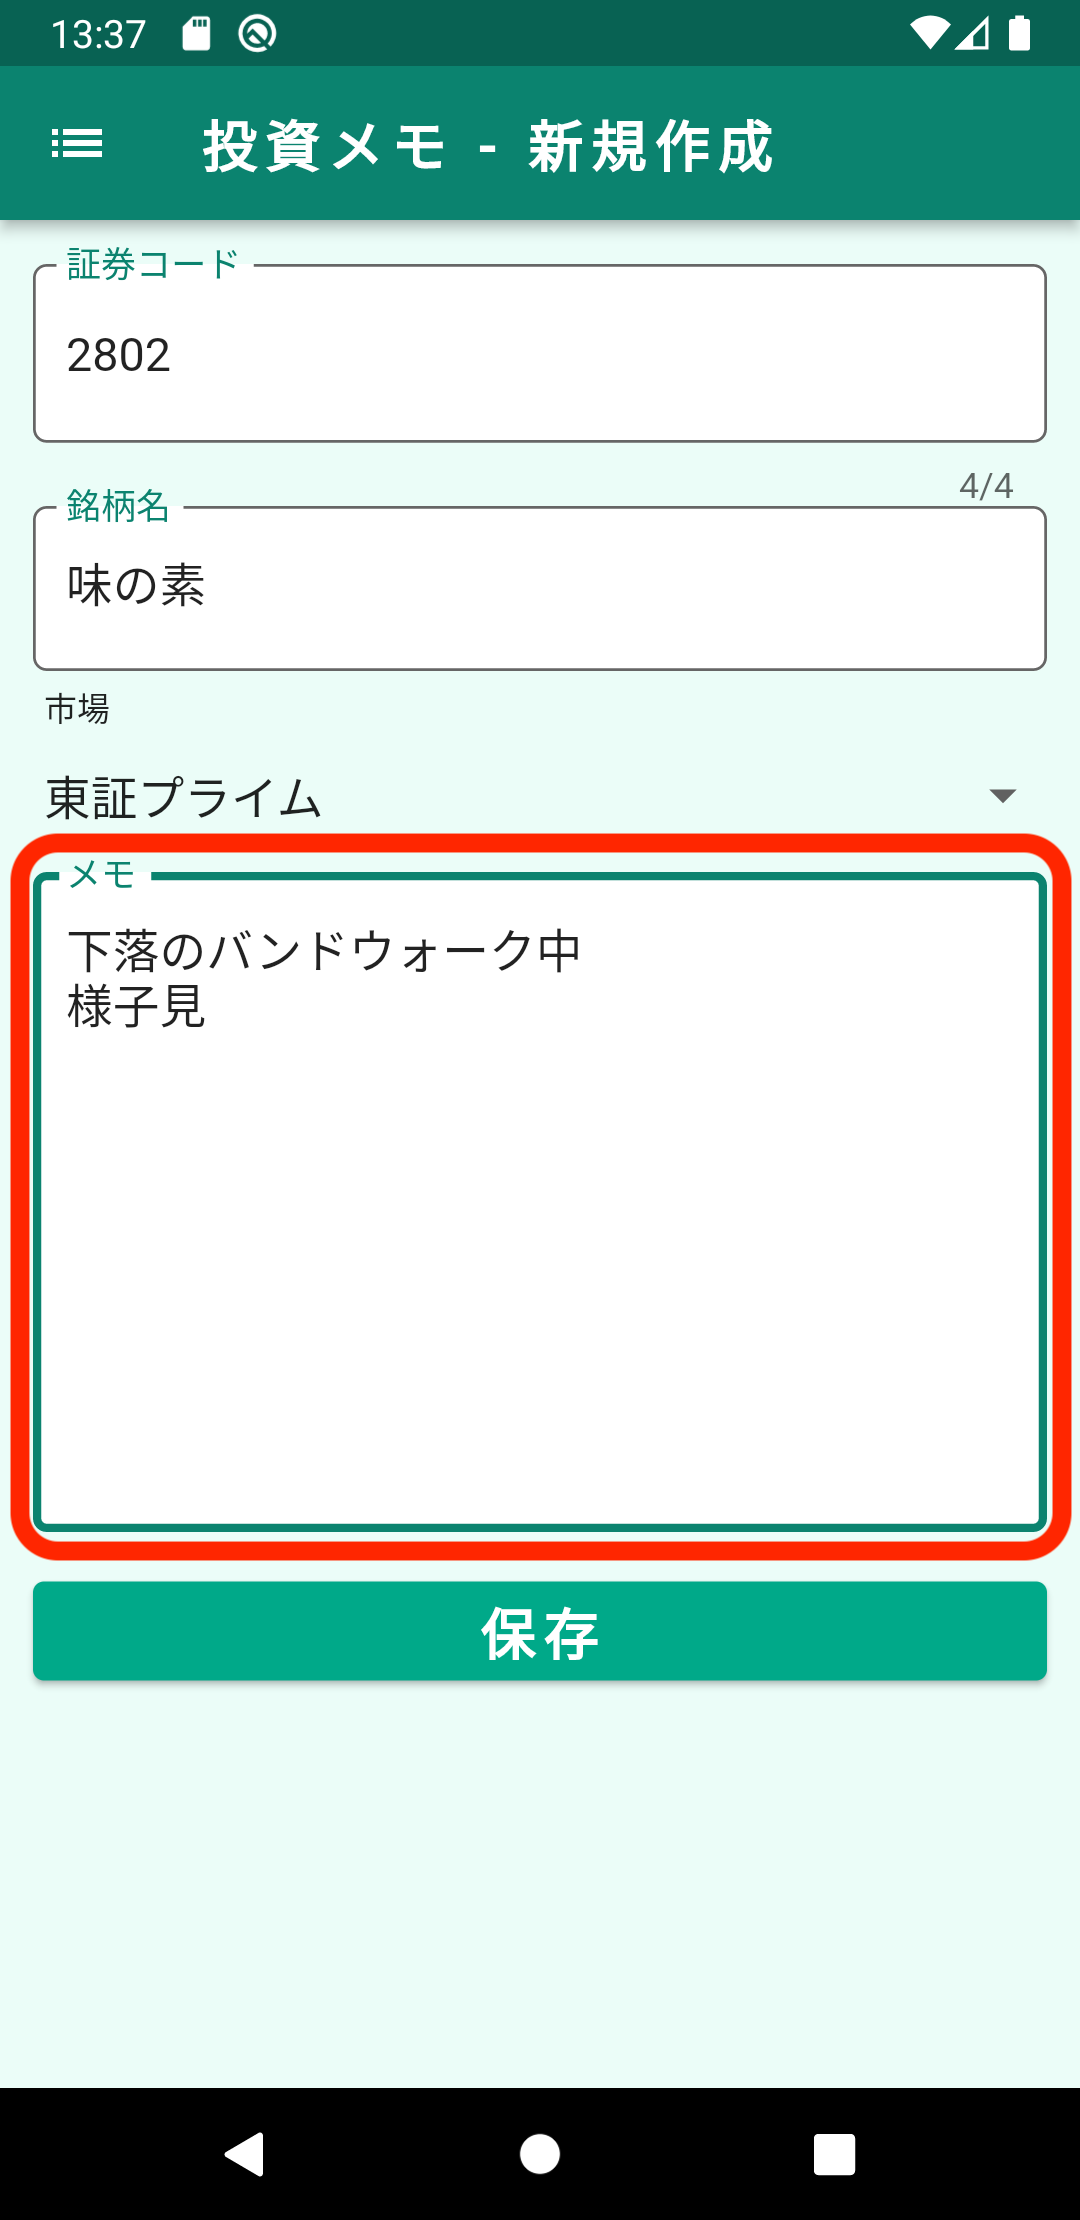 13:37
投資メモ - 新規作成
証券コード
2802
4/4
銘柄名
味の素
市場
東証プライム
メモ
下落のバンドウォーク中
様子見
保存